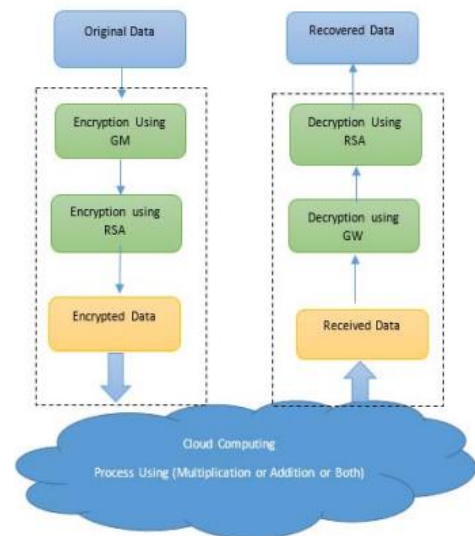 Original Data
Encryption Using
GM
Encryption using
RSA
Encrypted Data
Recovered Data
Decryption Using
RSA
Decryption using
GW
Received Data
Cloud Computing
Process Using (Multiplication or Addition or Both)